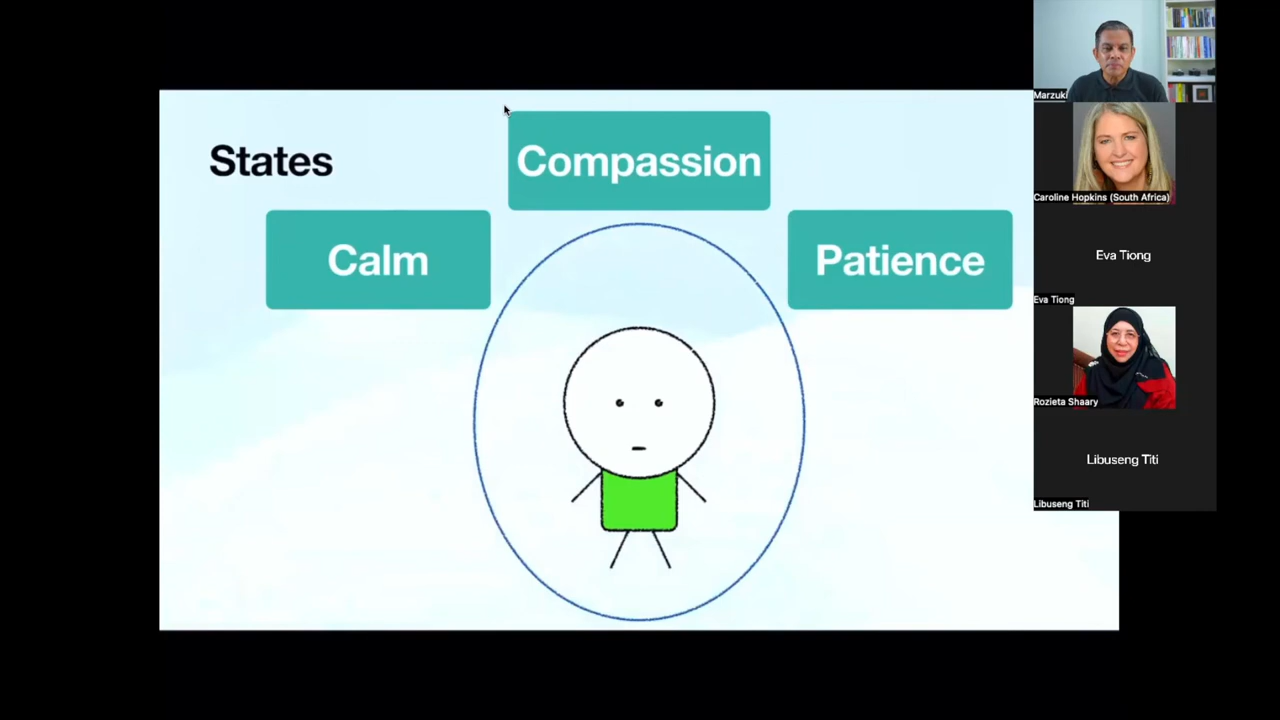 States
Compassion
Calm
Patience
Marzuki
Caroline Hopkins (South Africa)
Eva Tiong
Eva Tiong
Rozieta Shaary
Libuseng Titi
Libuseng Titi